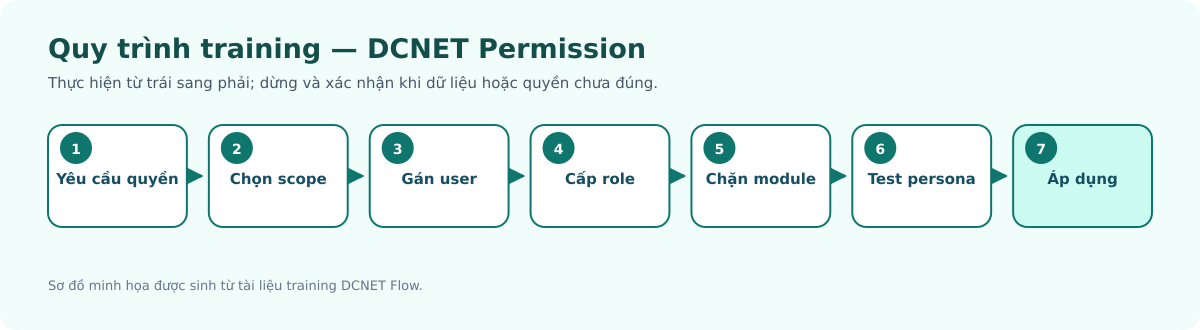 Quy trình training — DCNET Permission
Thực hiện từ trái sang phải; dừng và xác nhận khi dữ liệu hoặc quyền chưa đúng.
1
Yêu cầu quyền
2
Chọn scope
3
Gán user
4
Cấp role
5
Chặn module
6
Test persona
7
Áp dụng
Sơ đồ minh họa được sinh từ tài liệu training DCNET Flow.